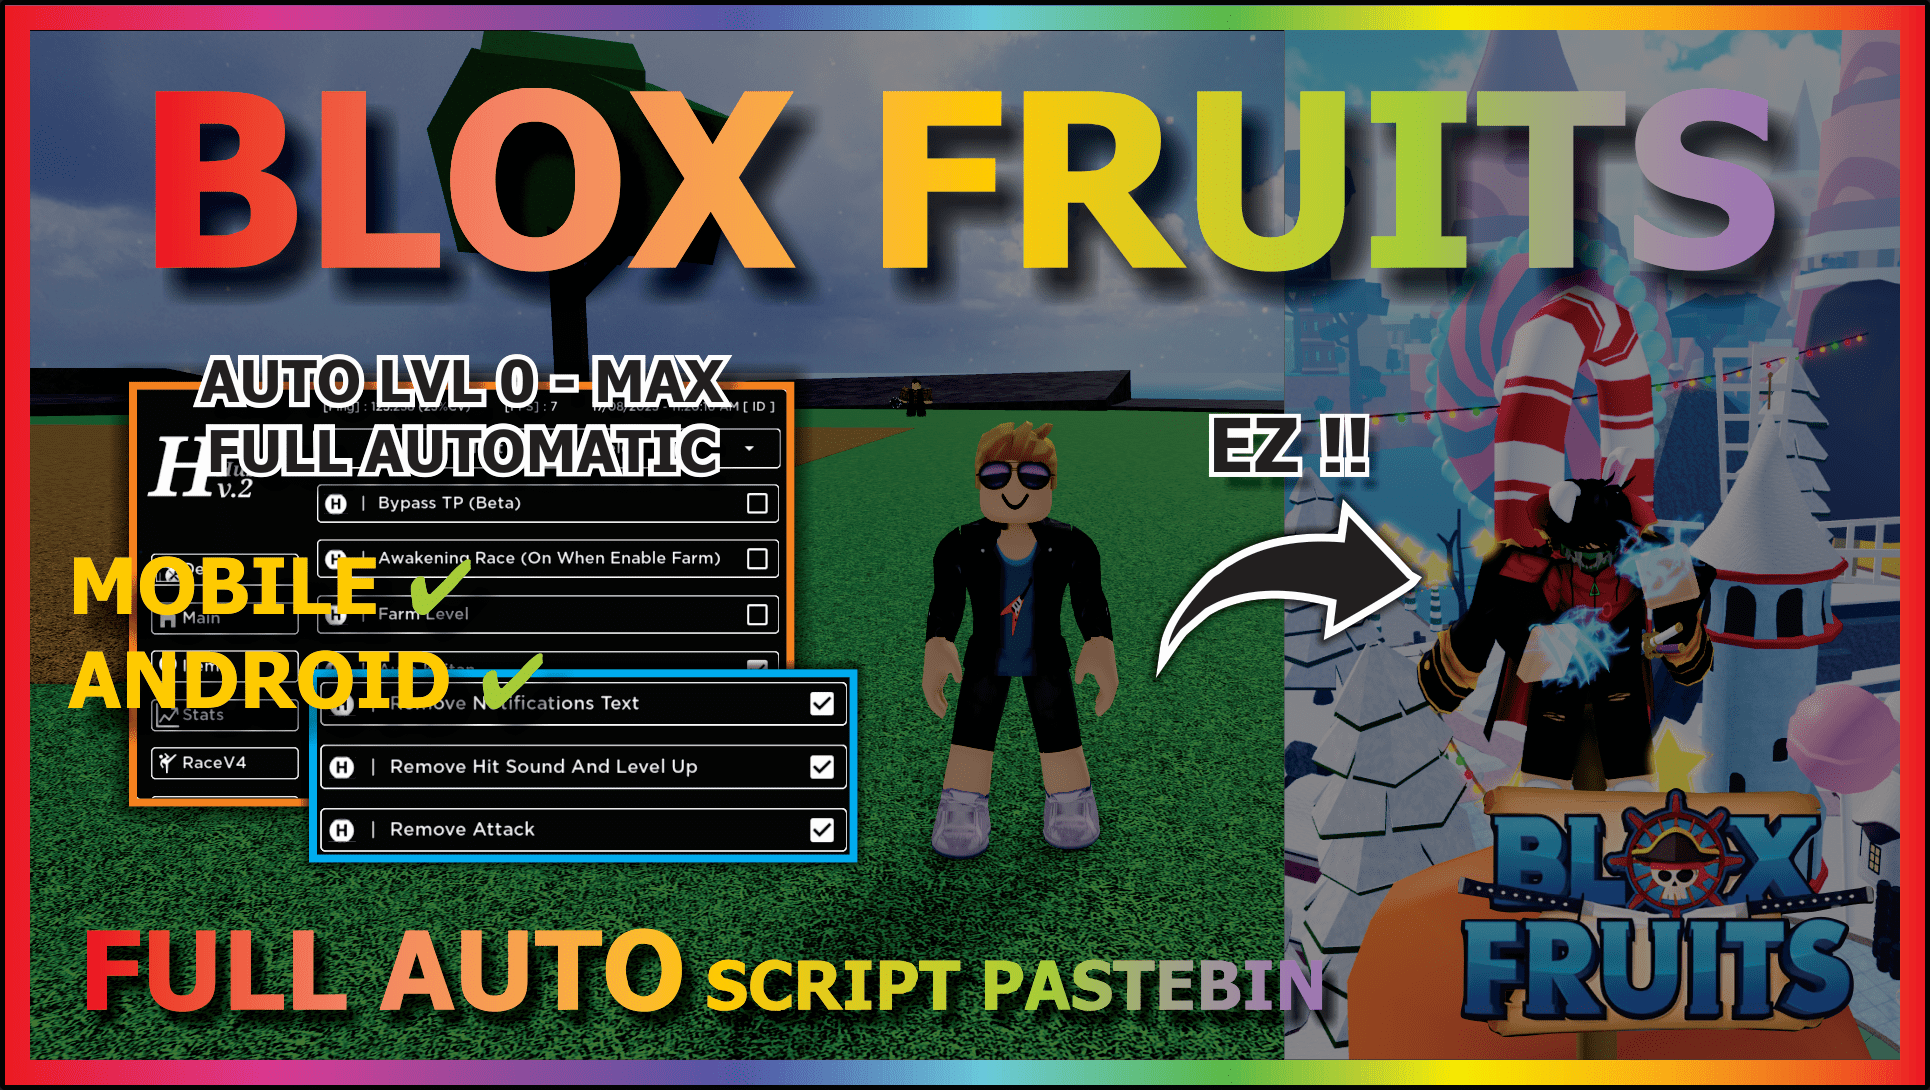 BLOX FRUITS
AUTO LVL 0 - MAX
FULL AUTOMATIC
[ ID ]
H
v.2
H | Bypass TP (Beta)
Awakening Race (On When Enable Farm)
Farm Level
MOBILE ✔
Main
ANDROID ✔
Stats
RaceV4
Remove Notifications Text
H | Remove Hit Sound And Level Up
H | Remove Attack
EZ !!
FULL AUTO SCRIPT PASTEBIN
BLOX
FRUITS